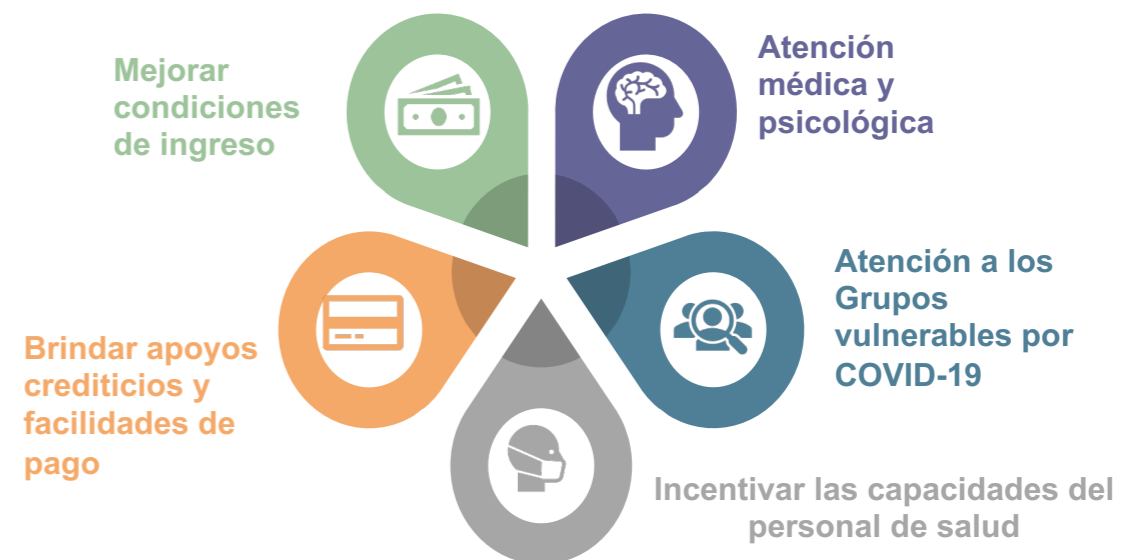 Mejorar
condiciones
de ingreso
Atención
médica y
psicológica
Atención a los
Grupos
vulnerables por
COVID-19
Brindar apoyos
crediticios y
facilidades de
pago
Incentivar las capacidades del
personal de salud